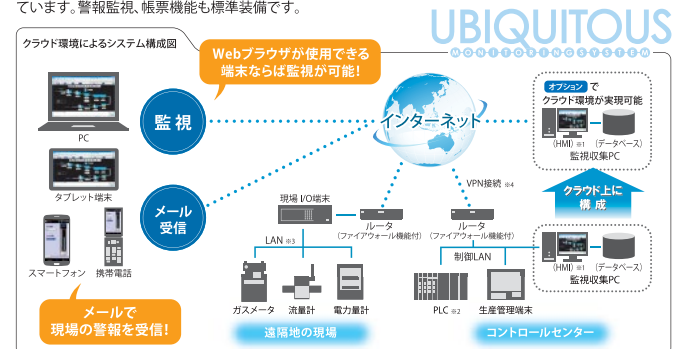 ています。警報監視、帳票機能も標準装備です。
UBIQUITOUS
MONITORINGSYSTEM
クラウド環境によるシステム構成図
Webブラウザが使用できる
端末ならば監視が可能!
監視
インターネット
オプション で
クラウド環境が実現可能
(HMI) ※1 (データベース)
監視収集PC
PC
タブレット端末
メール
受信
VPN接続 ※4
クラウド上に
構成
現場 I/O端末
ルータ
(ファイアウォール機能付)
ルータ
(ファイアウォール機能付)
LAN ※3
制御LAN
(HMI) ※1 (データベース)
監視収集PC
スマートフォン 携帯電話
ガスメータ 流量計 電力量計
PLC ※2 生産管理端末
メールで
現場の警報を受信!
遠隔地の現場
コントロールセンター